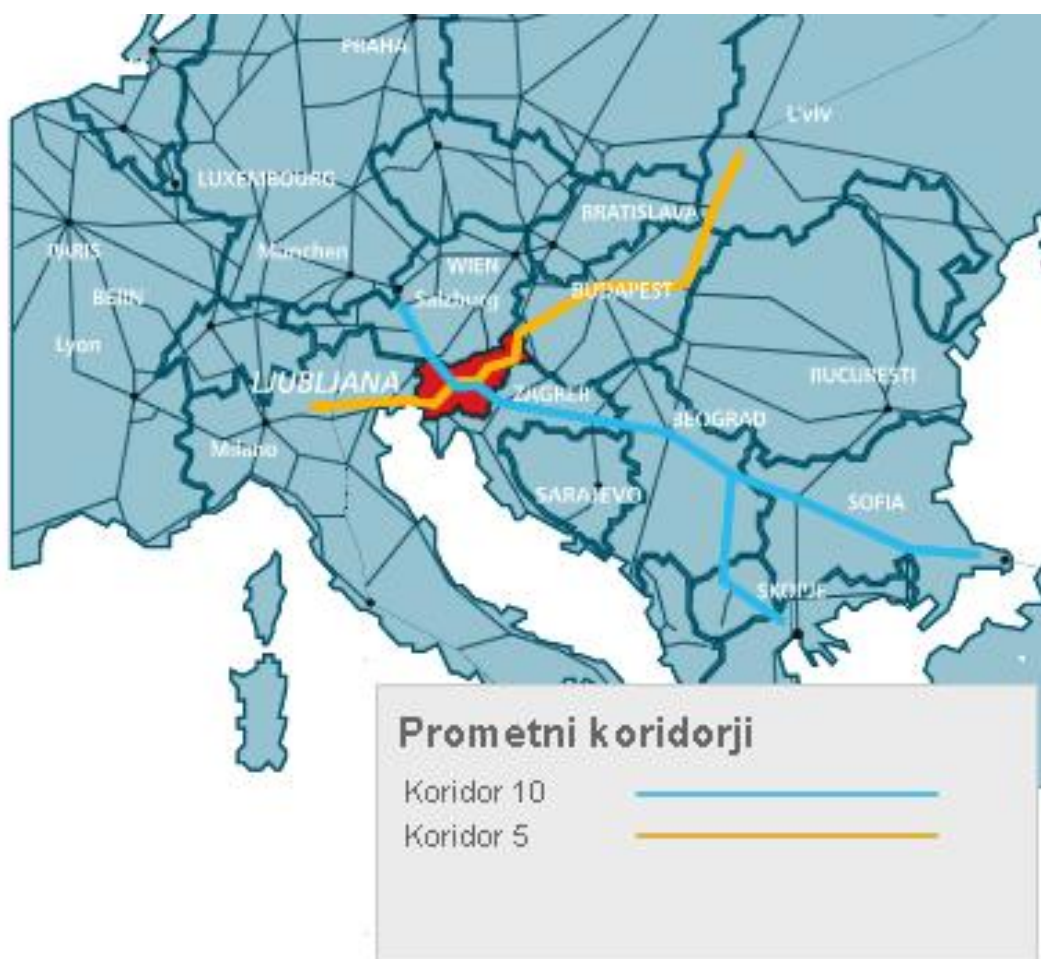 PRAHA
L'viv
LUXEMBOURG
BRATISLAVA
PARIS
München
WIEN
BERN
Salzburg
BUDAPEST
Lyon
LJUBLJANA
ZAGREB
BUCURESTI
BEOGRAD
Milano
SARAJEVO
SOFIA
SKOPJE
Prometni koridorji
Koridor 10
Koridor 5